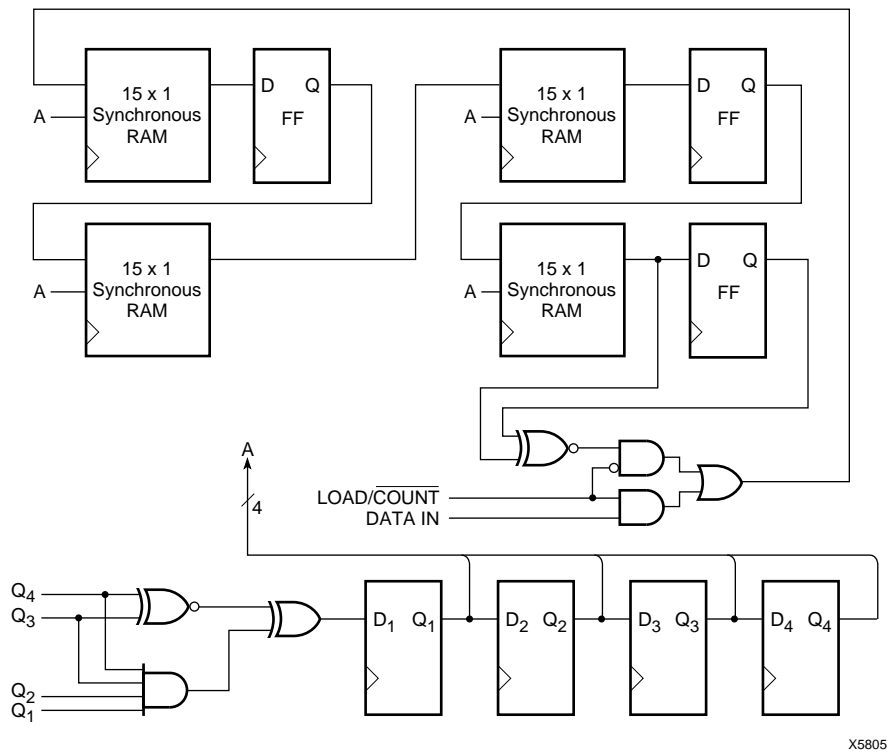 15 x 1
Synchronous
RAM
A
D Q
FF
15 x 1
Synchronous
RAM
A
D Q
FF
15 x 1
Synchronous
RAM
A
15 x 1
Synchronous
RAM
A
D Q
FF
A
4
LOAD/COUNT
DATA IN
Q4
Q3
Q2
Q1
D1 Q1
D2 Q2
D3 Q3
D4 Q4
X5805